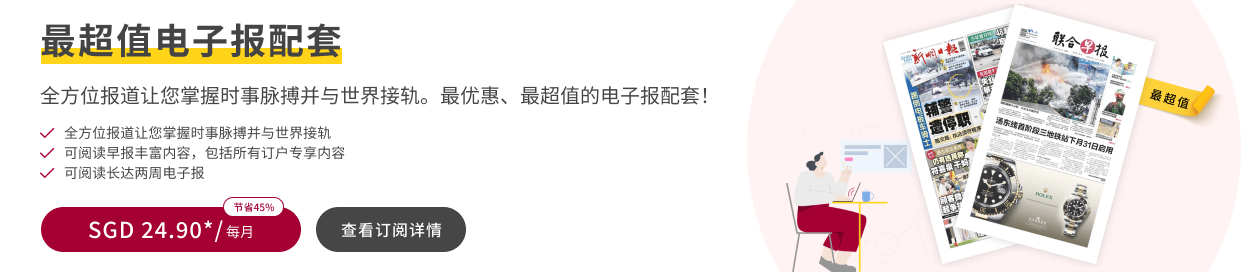 最超值电子报配套
全方位报道让您掌握时事脉搏并与世界接轨。最优惠、最超值的电子报配套！
全方位报道让您掌握时事脉搏并与世界接轨
可阅读早报丰富内容，包括所有订户专享内容
可阅读长达两周电子报
节省45%
SGD 24.90*/每月
查看订阅详情
新明日报
辅警
遭停职
联合早报
汤东线首阶段三地铁站下月31日启用
ROLEX
最超值